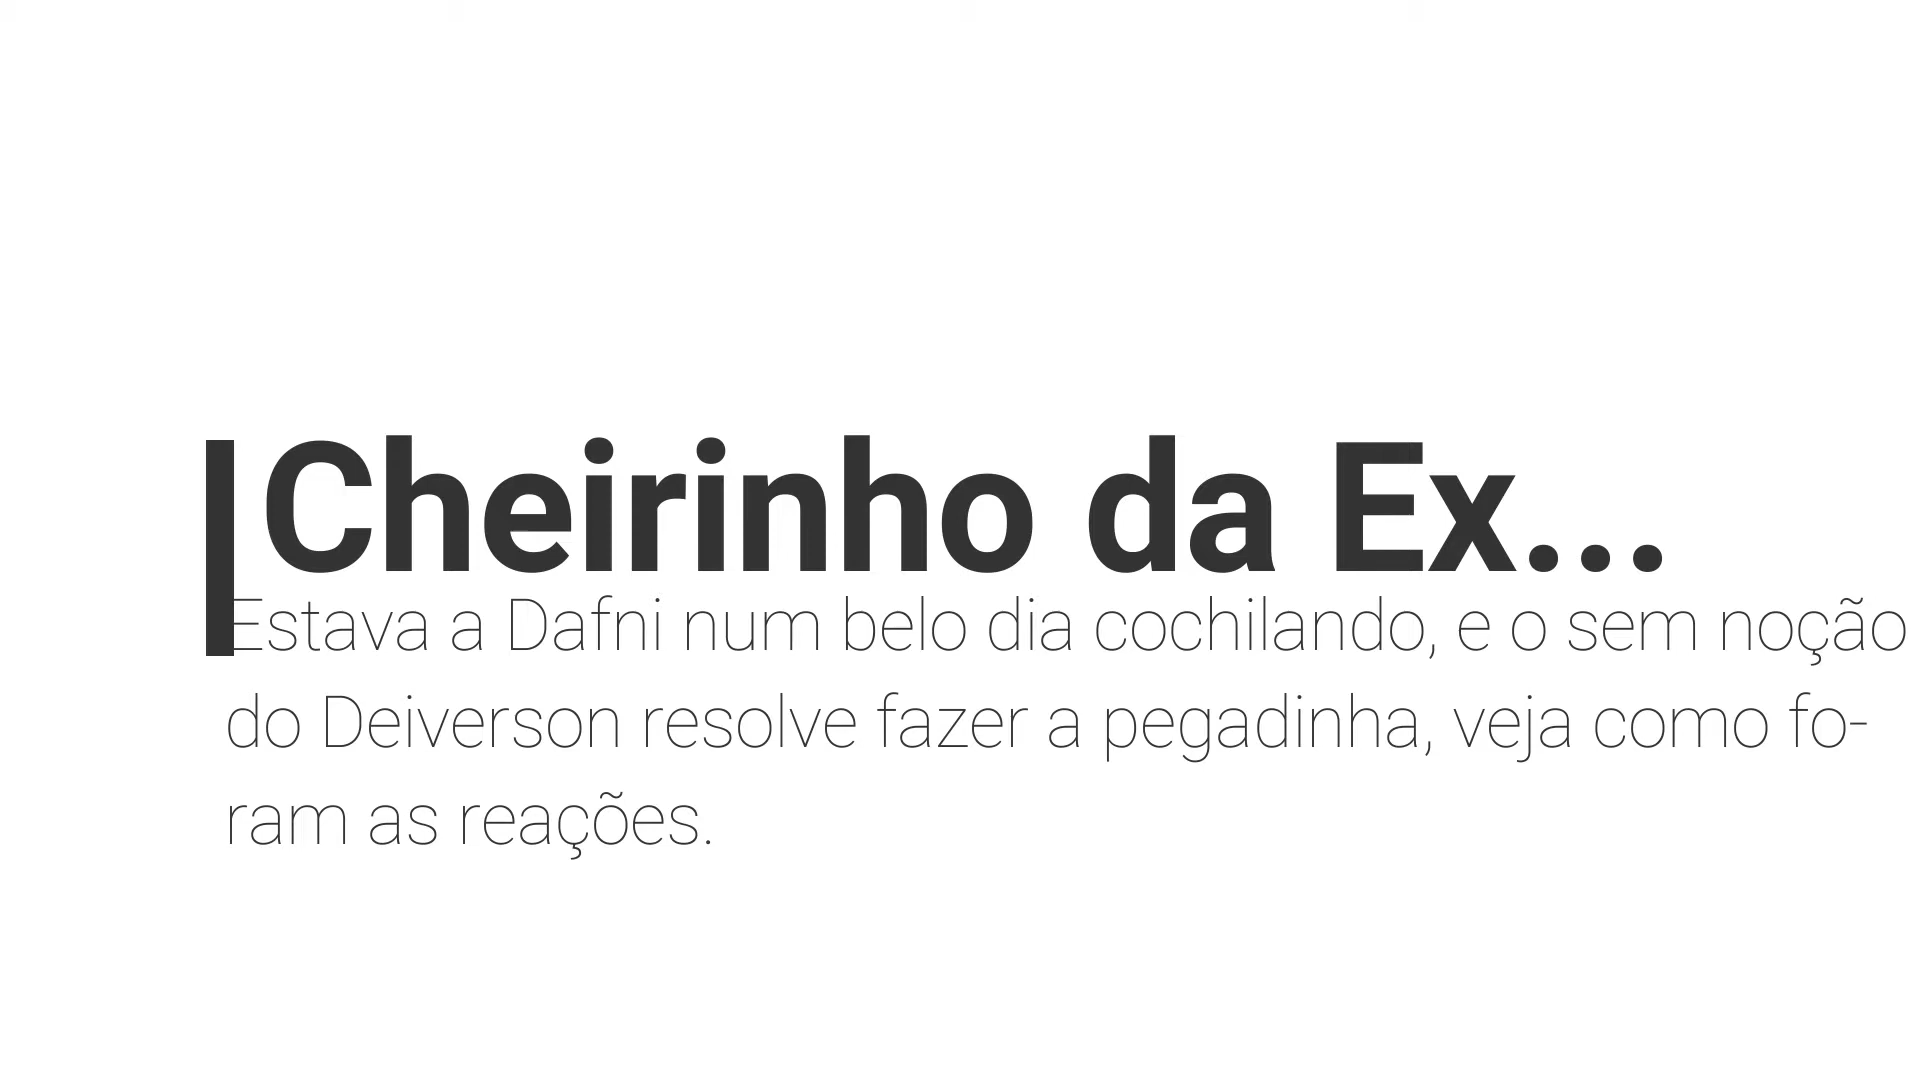 Cheirinho da Ex...
Estava a Dafni num belo dia cochilando, e o sem noção
do Deiverson resolve fazer a pegadinha, veja como fo-
ram as reações.